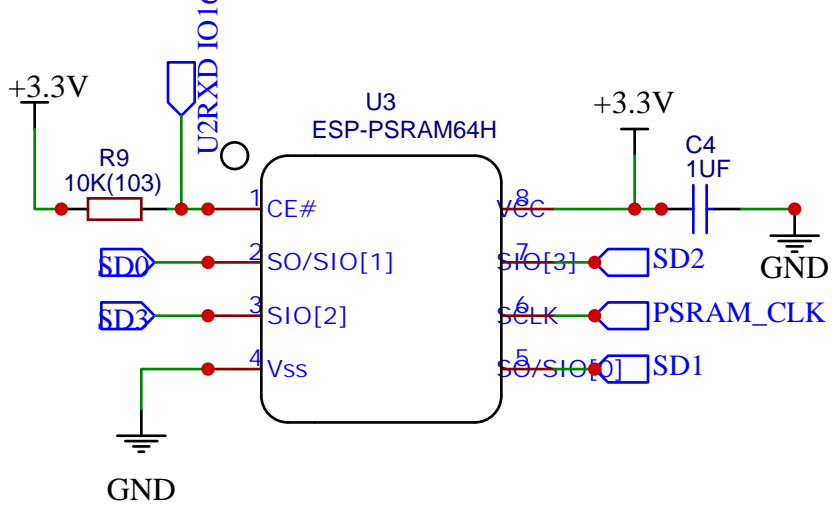 U2RXD IO16
+3.3V
U3
ESP-PSRAM64H
+3.3V
C4
1UF
R9
10K(103)
1
CE#
8
VCC
GND
SD0
2
SO/SIO[1]
7
SIO[3]
SD2
SD3
3
SIO[2]
6
SCLK
PSRAM_CLK
4
Vss
5
SO/SIO[0]
SD1
GND